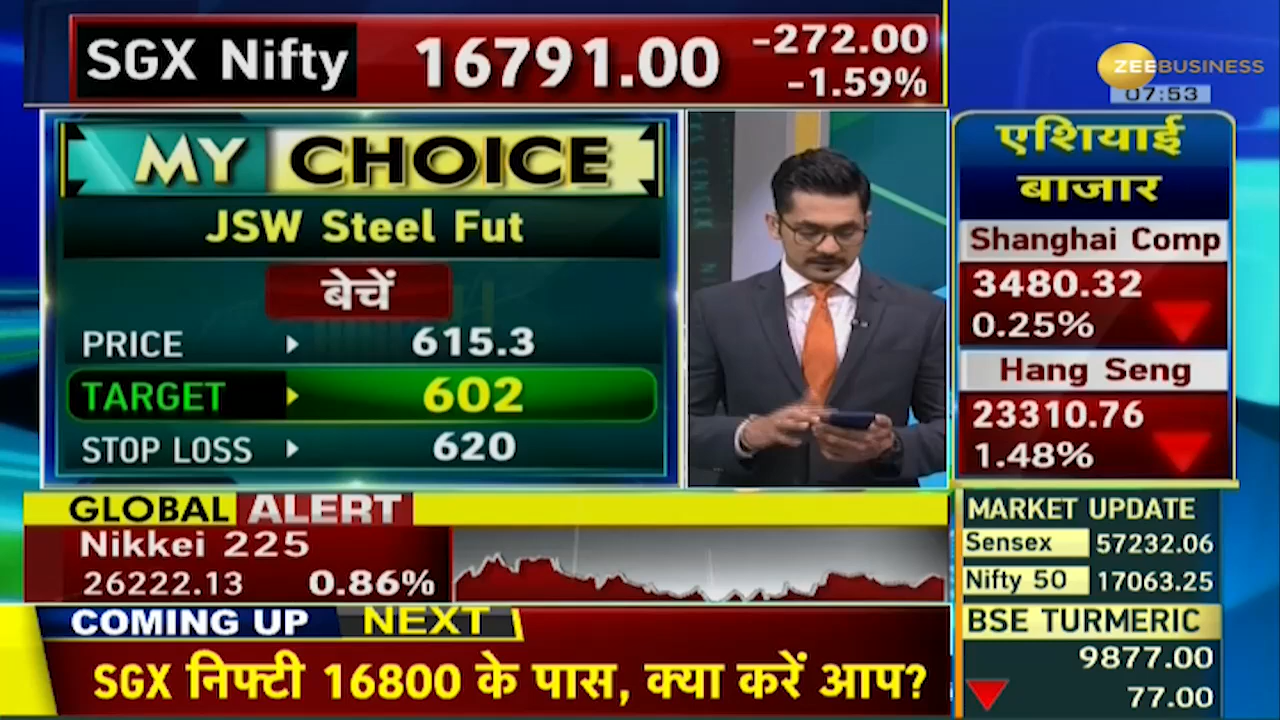 SGX Nifty 16791.00 -272.00
-1.59%
ZEEBUSINESS
07:53
MY CHOICE
JSW Steel Fut
बेचें
PRICE 615.3
TARGET 602
STOP LOSS 620
SENSEX
एशियाई
बाजार
Shanghai Comp
3480.32
0.25%
Hang Seng
23310.76
1.48%
GLOBAL ALERT
Nikkei 225
26222.13 0.86%
MARKET UPDATE
Sensex 57232.06
Nifty 50 17063.25
BSE TURMERIC
9877.00
77.00
COMING UP NEXT
SGX निफ्टी 16800 के पास, क्या करें आप?